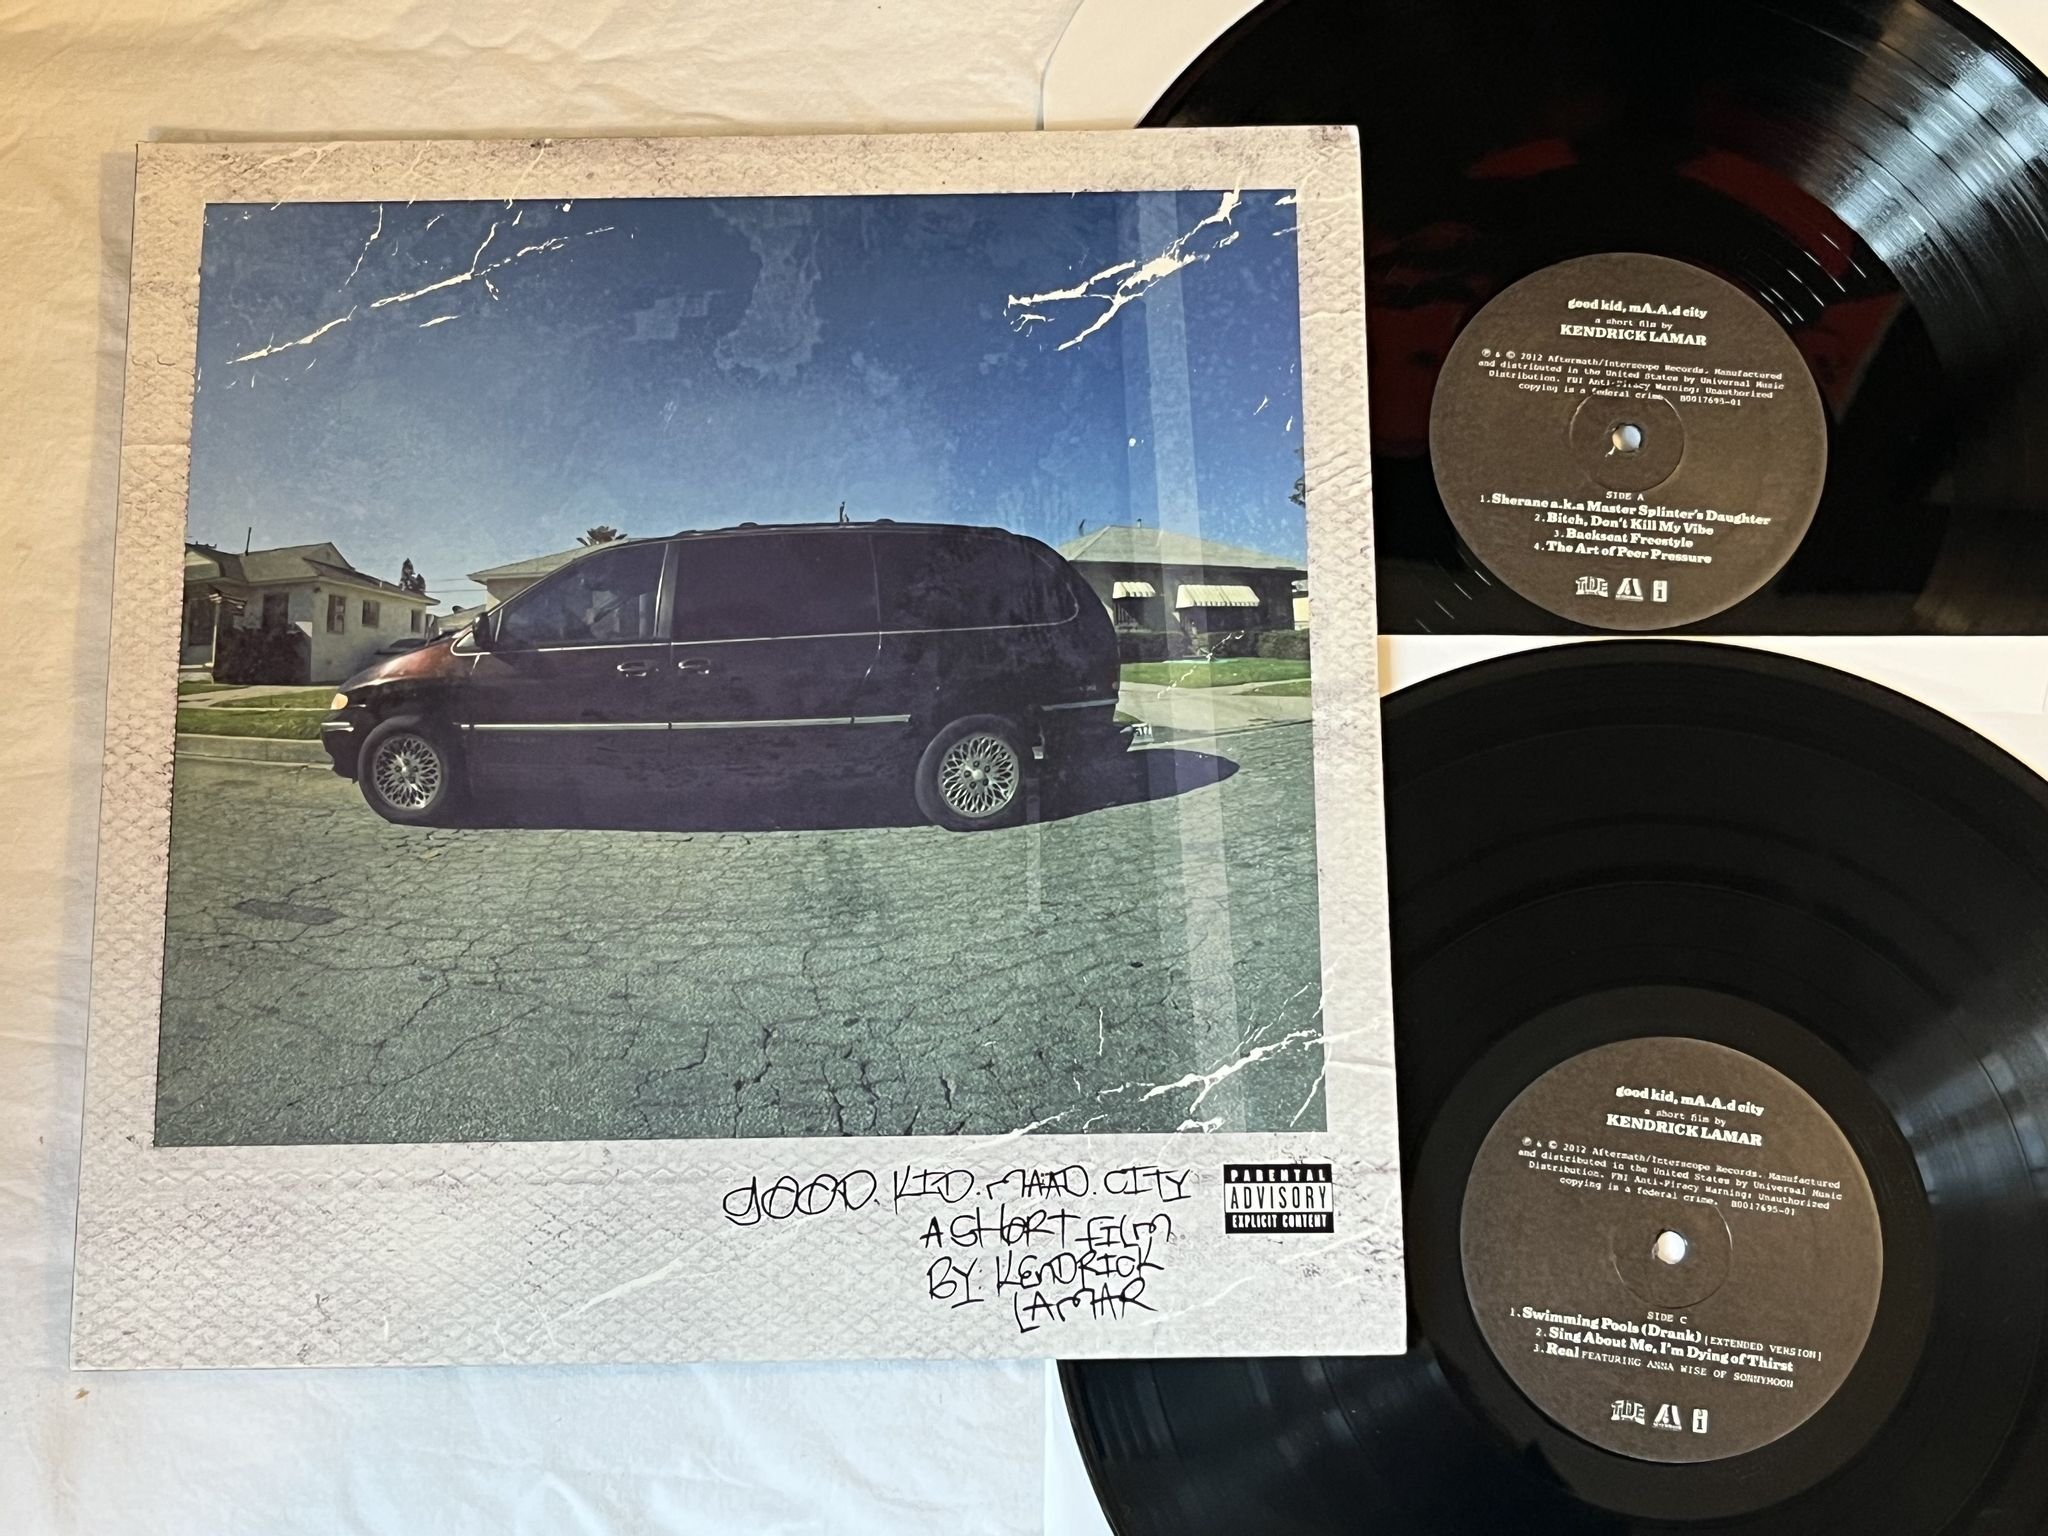 gOOD. KID. MAAD. CITY
A SHORT FILM.
BY: KENDRICK
LAMAR
PARENTAL
ADVISORY
EXPLICIT CONTENT
good kid, mA.A.d city
a short film by
KENDRICK LAMAR
℗ & © 2012 Aftermath/Interscope Records. Manufactured
and distributed in the United States by Universal Music
Distribution. FBI Anti-Piracy Warning: Unauthorized
copying is a federal crime. B0017695-01
SIDE A
1. Sherane a.k.a Master Splinter's Daughter
2. Bitch, Don't Kill My Vibe
3. Backseat Freestyle
4. The Art of Peer Pressure
TDE
good kid, mA.A.d city
a short film by
KENDRICK LAMAR
℗ & © 2012 Aftermath/Interscope Records. Manufactured
and distributed in the United States by Universal Music
Distribution. FBI Anti-Piracy Warning: Unauthorized
copying is a federal crime. B0017695-01
SIDE C
1. Swimming Pools (Drank) [EXTENDED VERSION]
2. Sing About Me, I'm Dying of Thirst
3. Real FEATURING ANNA WISE OF SONNYMOON
TDE